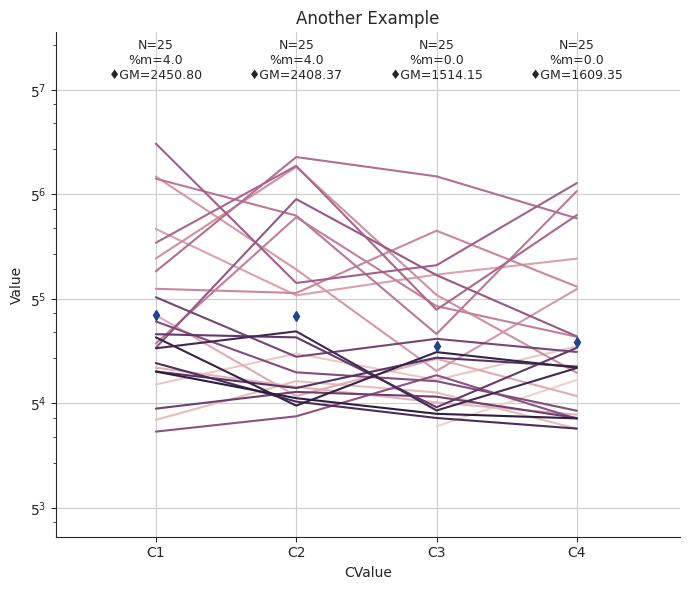 Another Example
N=25 N=25 N=25 N=25
%m=4.0 %m=4.0 %m=0.0 %m=0.0
♦GM=2450.80 ♦GM=2408.37 ♦GM=1514.15 ♦GM=1609.35
5⁷
5⁶
5⁵
5⁴
5³
Value
C1 C2 C3 C4
CValue